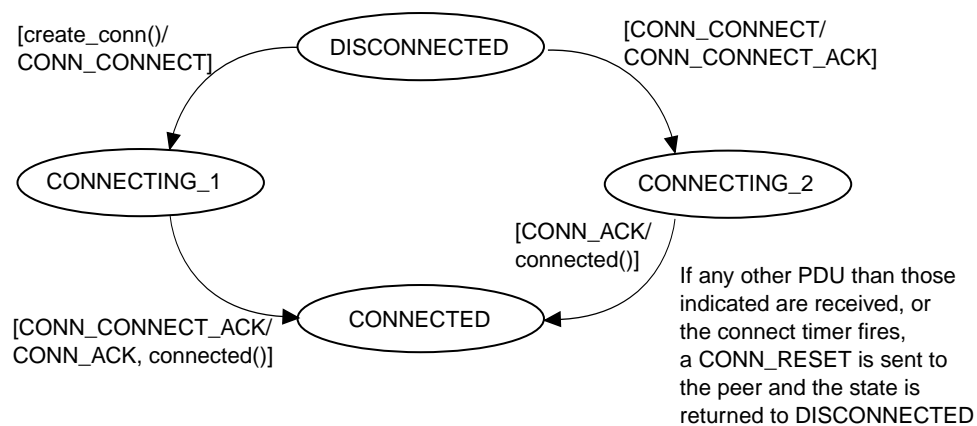 [create_conn()/
CONN_CONNECT]
DISCONNECTED
[CONN_CONNECT/
CONN_CONNECT_ACK]
CONNECTING_1
CONNECTING_2
[CONN_ACK/
connected()]
CONNECTED
[CONN_CONNECT_ACK/
CONN_ACK, connected()]
If any other PDU than those
indicated are received, or
the connect timer fires,
a CONN_RESET is sent to
the peer and the state is
returned to DISCONNECTED